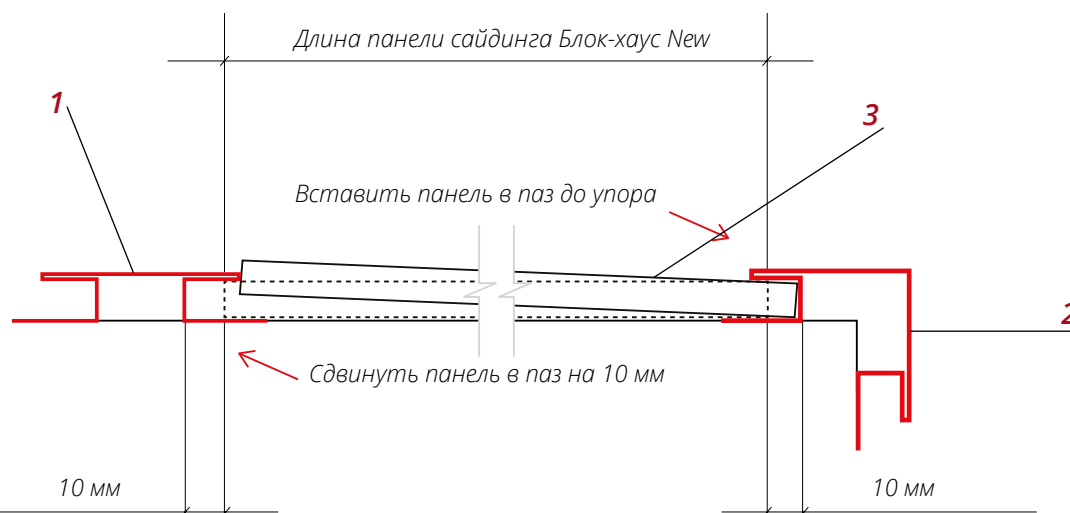 Длина панели сайдинга Блок-хаус New
1
3
Вставить панель в паз до упора
2
Сдвинуть панель в паз на 10 мм
10 мм
10 мм